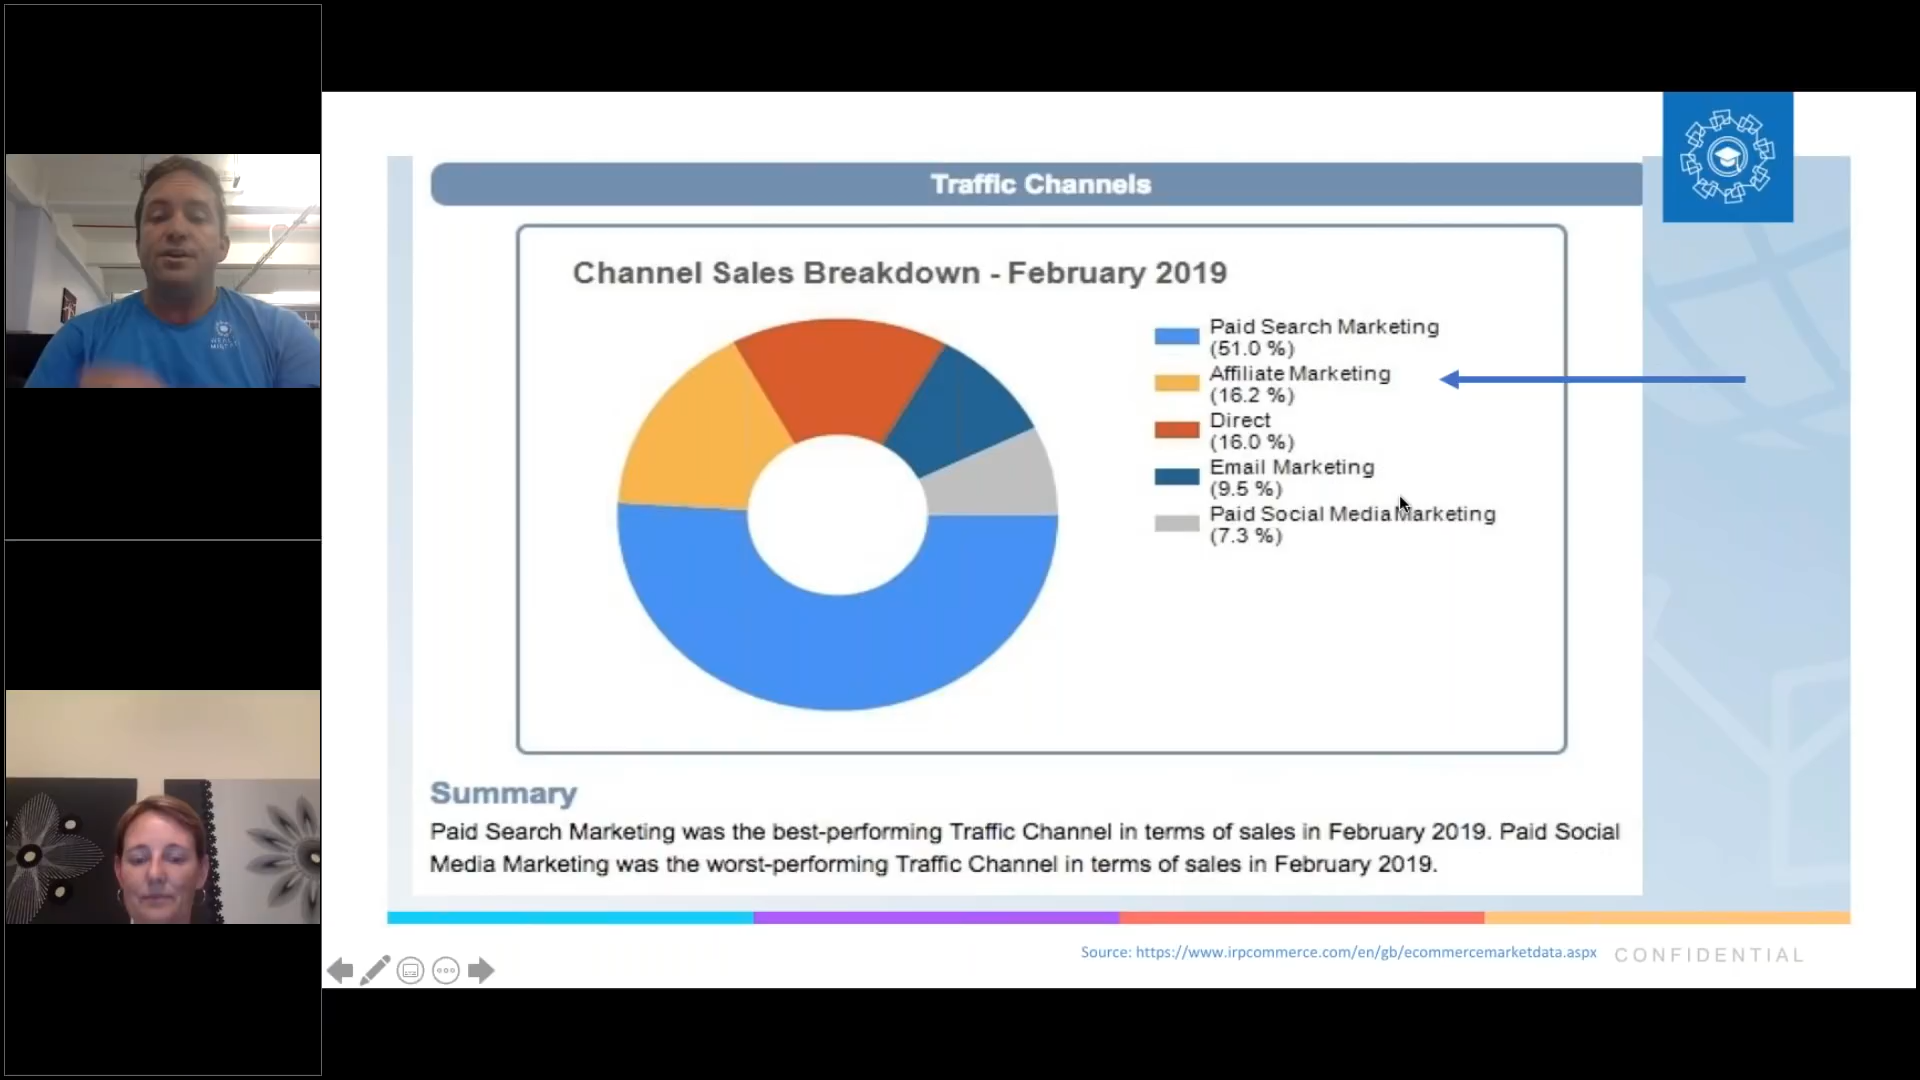 Traffic Channels
Channel Sales Breakdown - February 2019
Paid Search Marketing
(51.0 %)
Affiliate Marketing
(16.2 %)
Direct
(16.0 %)
Email Marketing
(9.5 %)
Paid Social Media Marketing
(7.3 %)
Summary
Paid Search Marketing was the best-performing Traffic Channel in terms of sales in February 2019. Paid Social
Media Marketing was the worst-performing Traffic Channel in terms of sales in February 2019.
Source: https://www.irpcommerce.com/en/gb/ecommercemarketdata.aspx
CONFIDENTIAL